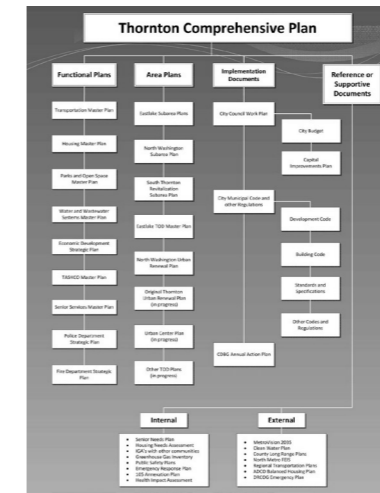 Thornton Comprehensive Plan
Functional Plans
Transportation Master Plan
Housing Master Plan
Parks and Open Space
Master Plan
Water and Wastewater
Systems Master Plan
Economic Development
Strategic Plan
TASHCO Master Plan
Senior Services Master Plan
Police Department
Strategic Plan
Fire Department Strategic
Plan
Area Plans
Eastlake Subarea Plans
North Washington
Subarea Plan
South Thornton
Revitalization
Subarea Plan
Eastlake TOD Master Plan
North Washington Urban
Renewal Plan
Original Thornton
Urban Renewal Plan
(in progress)
Urban Center Plan
(in progress)
Other TOD Plans
(in progress)
Implementation
Documents
City Council Work Plan
City Budget
Capital
Improvements Plan
City Municipal Code and
other Regulations
Development Code
Building Code
Standards and
Specifications
Other Codes and
Regulations
CDBG Annual Action Plan
Reference or
Supportive
Documents
Internal
• Senior Needs Plan
• Housing Needs Assessment
• IGA's with other communities
• Greenhouse Gas Inventory
• Public Safety Plans
• Emergency Response Plan
• Annexation Plan
• Health Impact Assessment
External
• MetroVision 2035
• Clean Water Plan
• County Long Range Plans
• North Metro FEIS
• Regional Transportation Plans
• ADCO Balanced Housing Plan
• DRCOG Emergency Plan